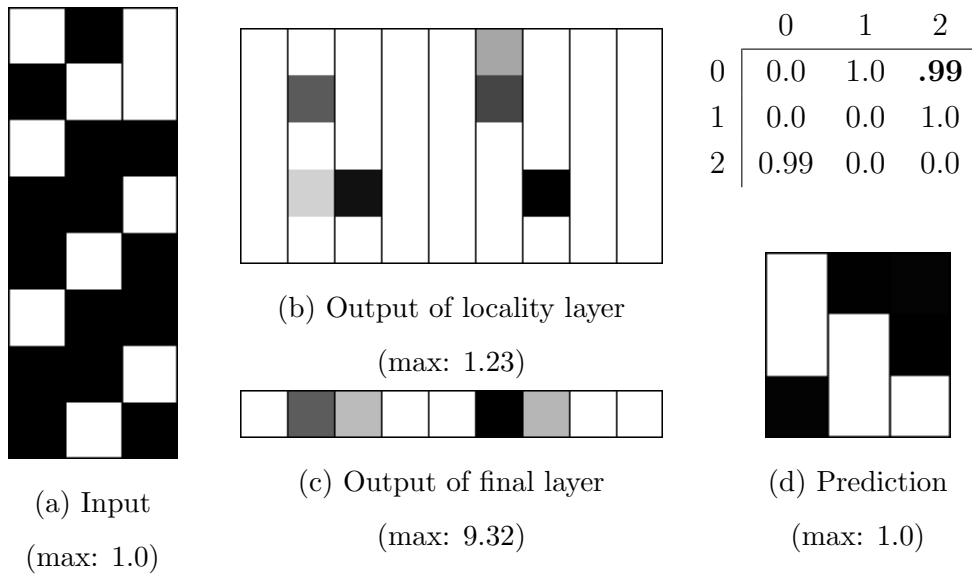 (a) Input
(max: 1.0)
(b) Output of locality layer
(max: 1.23)
(c) Output of final layer
(max: 9.32)
0 1 2
0 0.0 1.0 .99
1 0.0 0.0 1.0
2 0.99 0.0 0.0
(d) Prediction
(max: 1.0)